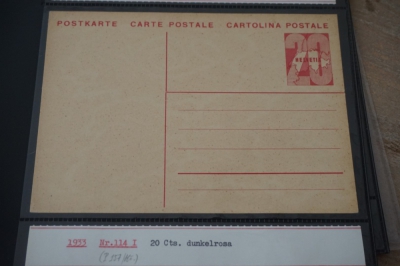 POSTKARTE CARTE POSTALE - CARTOLINA POSTALE
20
HELVETIA
1933 Nr.114 I 20 Cts. dunkelrosa